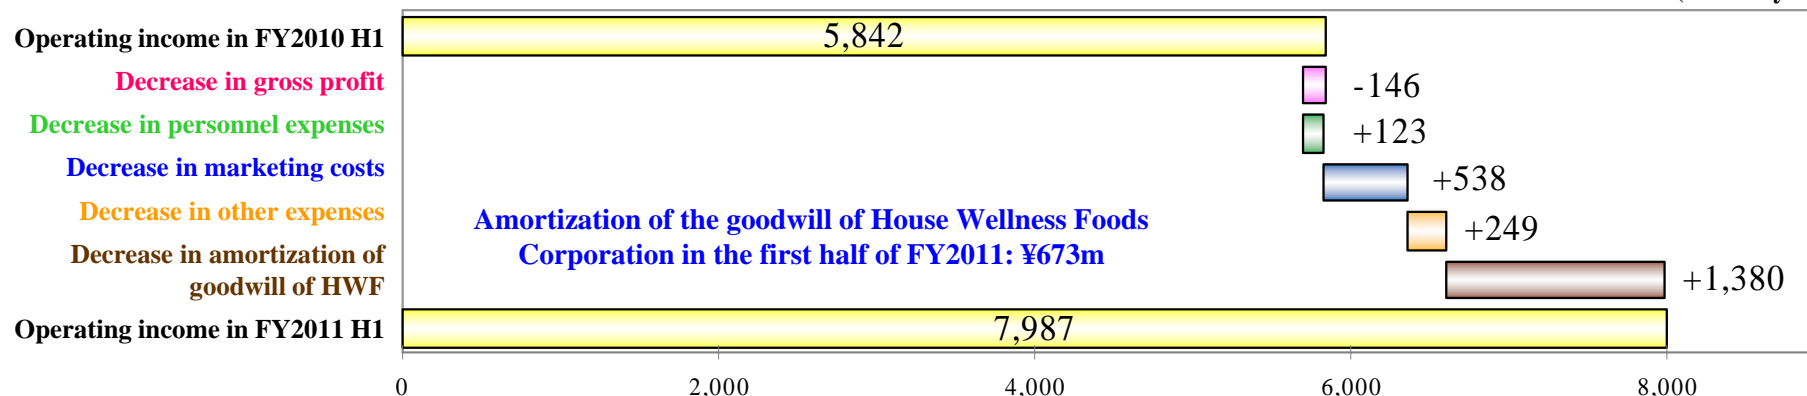 Operating income in FY2010 H1 5,842
Decrease in gross profit -146
Decrease in personnel expenses +123
Decrease in marketing costs +538
Decrease in other expenses +249
Amortization of the goodwill of House Wellness Foods
Corporation in the first half of FY2011: ¥673m
Decrease in amortization of
goodwill of HWF +1,380
Operating income in FY2011 H1 7,987
0 2,000 4,000 6,000 8,000